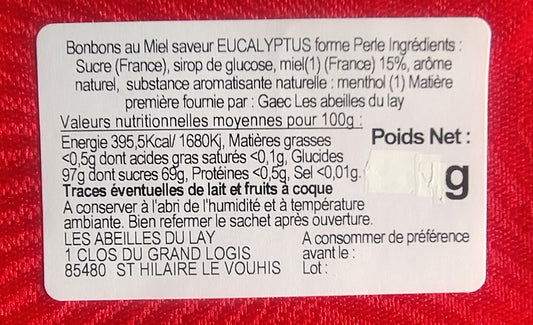 Bonbons au Miel saveur EUCALYPTUS forme Perle Ingrédients :
Sucre (France), sirop de glucose, miel(1) (France) 15%, arôme
naturel, substance aromatisante naturelle : menthol (1) Matière
première fournie par : Gaec Les abeilles du lay
Valeurs nutritionnelles moyennes pour 100g :
Energie 395,5Kcal/ 1680Kj, Matières grasses
<0,5g dont acides gras saturés <0,1g, Glucides
97g dont sucres 69g, Protéines <0,5g, Sel <0,01g.
Poids Net :
g
Traces éventuelles de lait et fruits à coque
A conserver à l'abri de l'humidité et à température
ambiante. Bien refermer le sachet après ouverture.
LES ABEILLES DU LAY
1 CLOS DU GRAND LOGIS
85480 ST HILAIRE LE VOUHIS
A consommer de préférence
avant le :
Lot :